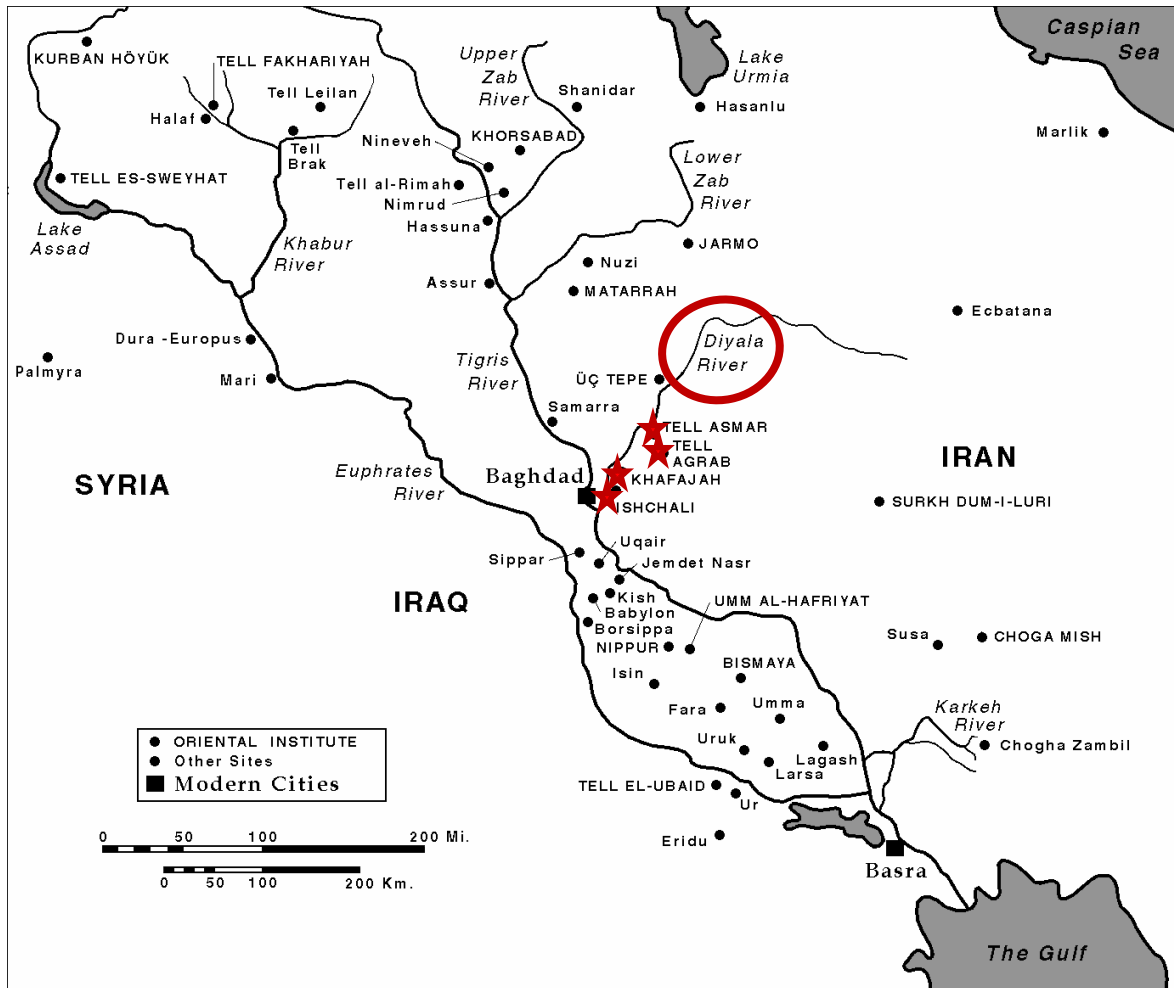 Caspian
Sea
KURBAN HÖYÜK
TELL FAKHARIYAH
Tell Leilan
Halaf
Tell
Brak
Upper
Zab
River
Shanidar
Lake
Urmia
Hasanlu
Marlik
KHORSABAD
Nineveh
Tell al-Rimah
Nimrud
Hassuna
Lower
Zab
River
TELL ES-SWEYHAT
Lake
Assad
Khabur
River
JARMO
Nuzi
MATARRAH
Assur
Ecbatana
Dura -Europus
Palmyra
Mari
Tigris
River
Diyala
River
ÜÇ TEPE
Samarra
TELL ASMAR
TELL
AGRAB
KHAFAJAH
ISHCHALI
Baghdad
Euphrates
River
SYRIA
IRAN
SURKH DUM-I-LURI
Sippar
Uqair
Jemdet Nasr
IRAQ
Kish
Babylon
Borsippa
UMM AL-HAFRIYAT
NIPPUR
Susa
CHOGA MISH
Isin
BISMAYA
Fara
Umma
Karkeh
River
Uruk
Lagash
Larsa
Chogha Zambil
TELL EL-UBAID
Ur
Eridu
Basra
The Gulf
ORIENTAL INSTITUTE
Other Sites
Modern Cities
0 50 100 200 Mi.
0 50 100 200 Km.